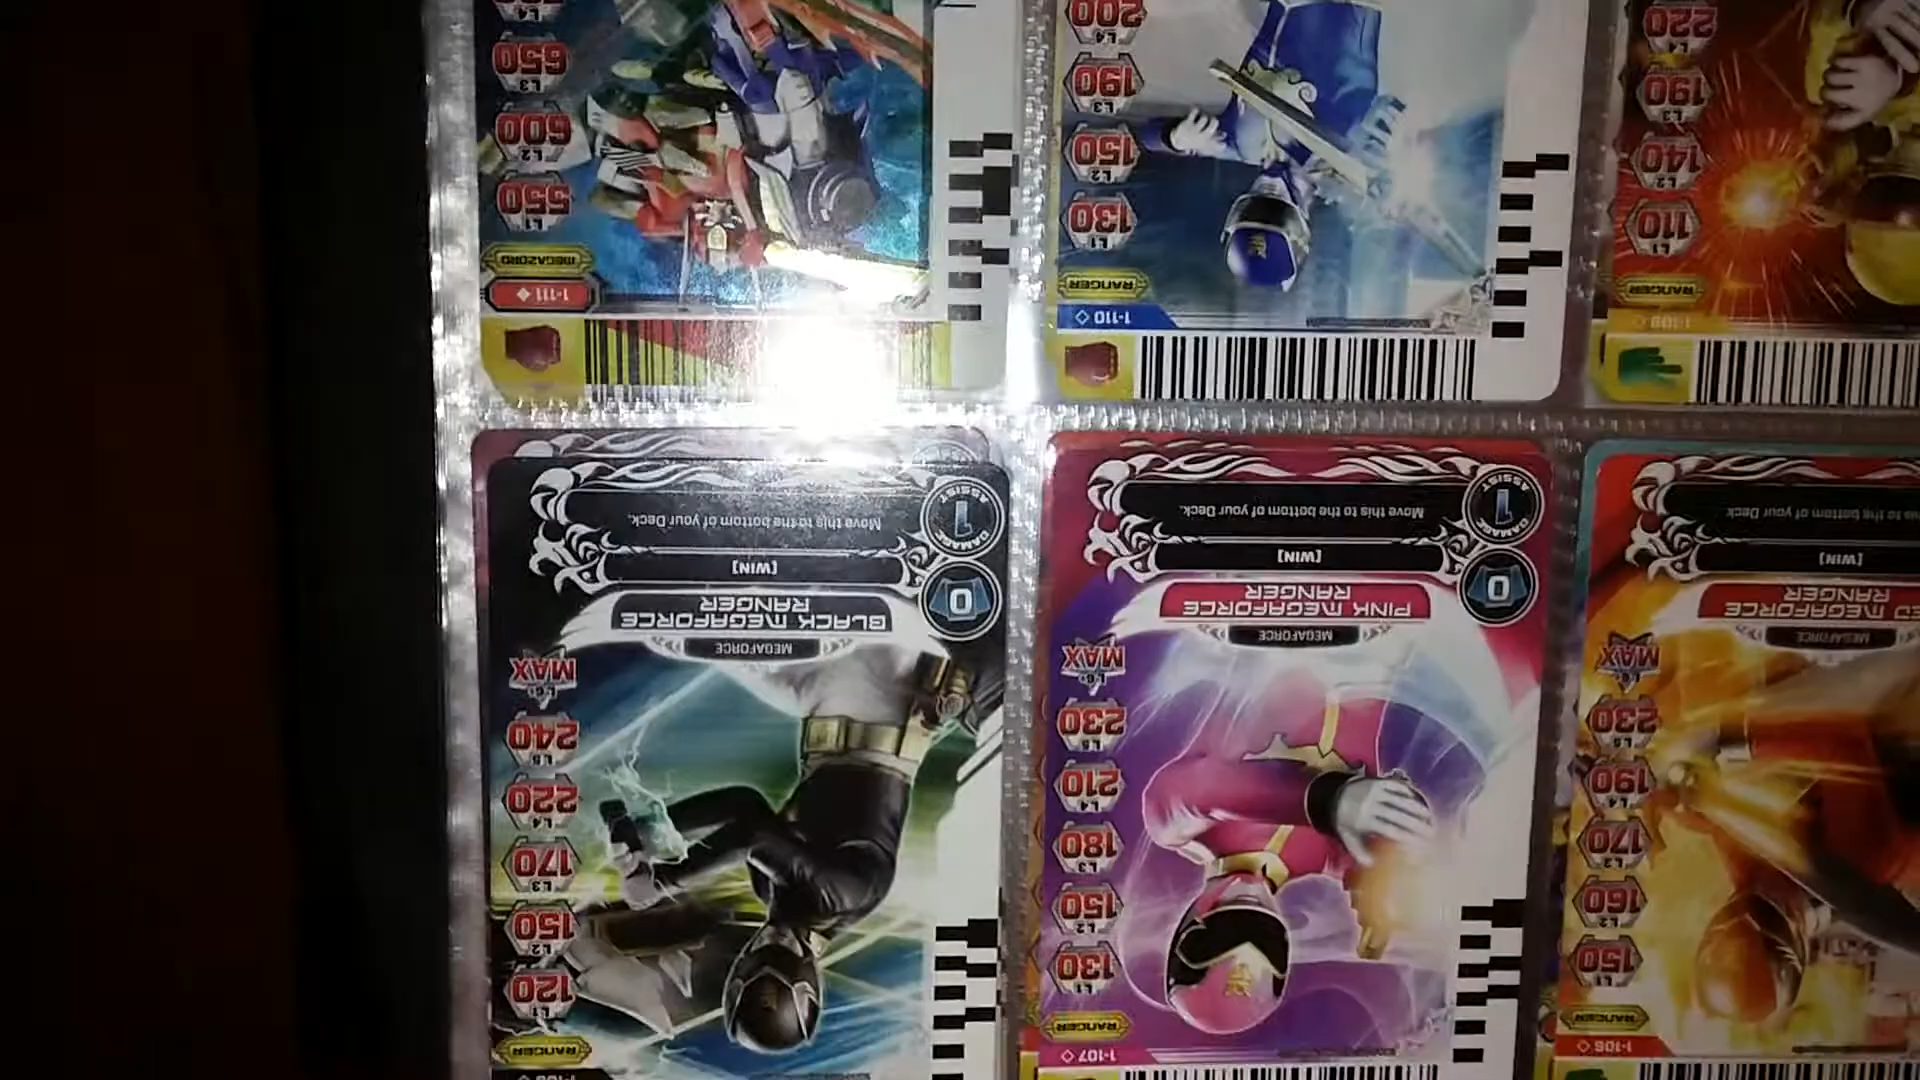 1-106
RANGER
150 L1
160 L2
170 L3
190 L4
230 L5
L6 MAX
MEGAFORCE
MEGAFORCE
RANGER
[WIN]
to the bottom of your Deck.
1-107
RANGER
130 L1
150 L2
180 L3
210 L4
230 L5
L6 MAX
MEGAFORCE
PINK MEGAFORCE
RANGER
0
[WIN]
Move this to the bottom of your Deck.
ASSIST
1
DAMAGE
RANGER
120 L1
150 L2
170 L3
220 L4
240 L5
L6 MAX
MEGAFORCE
BLACK MEGAFORCE
RANGER
0
[WIN]
Move this to the bottom of your Deck.
ASSIST
1
DAMAGE
1-109
RANGER
110 L1
140 L2
190 L3
220 L4
1-110
RANGER
130 L1
150 L2
190 L3
200 L4
1-111
MEGAZORD
550 L1
600 L2
650 L3
L4